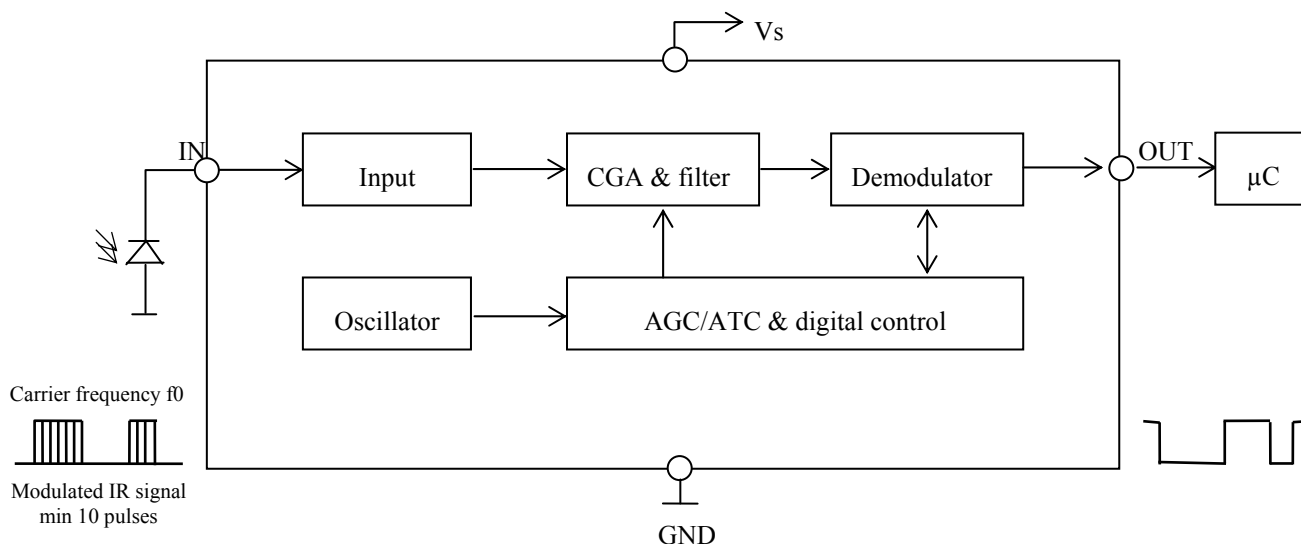 Vs
IN
OUT
Input
CGA & filter
Demodulator
µC
Oscillator
AGC/ATC & digital control
Carrier frequency f0
Modulated IR signal
min 10 pulses
GND